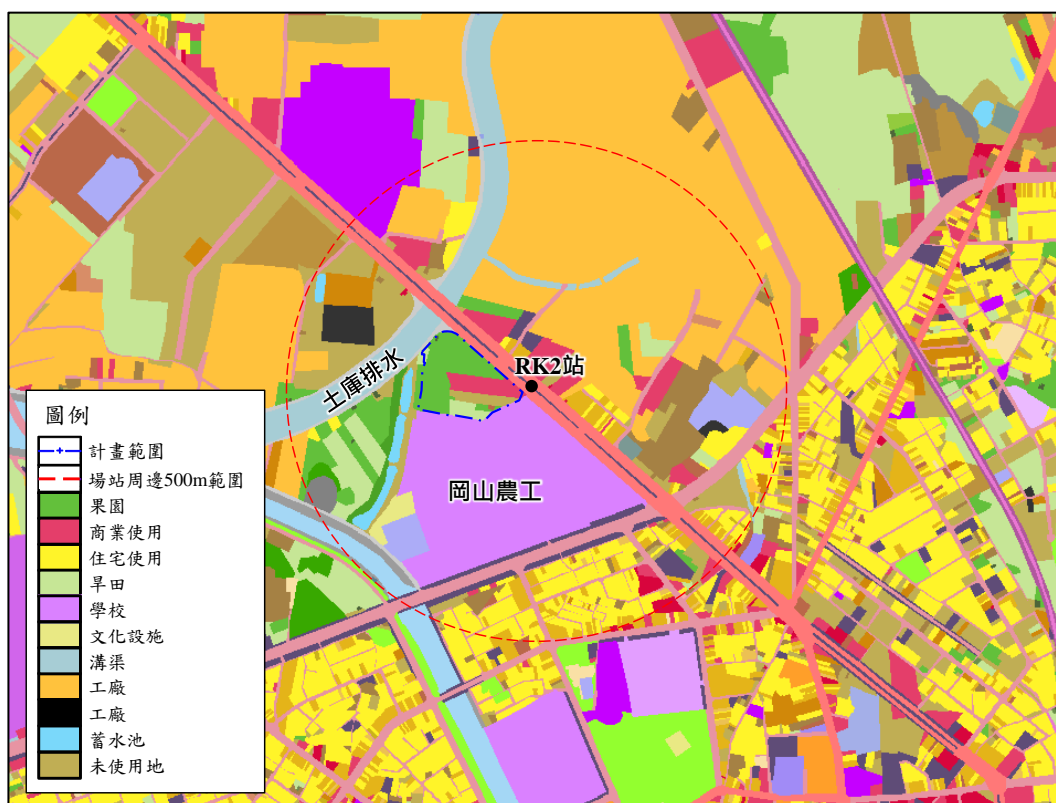 RK2站
土庫排水
岡山農工
圖例
計畫範圍
場站周邊500m範圍
果園
商業使用
住宅使用
旱田
學校
文化設施
溝渠
工廠
工廠
蓄水池
未使用地